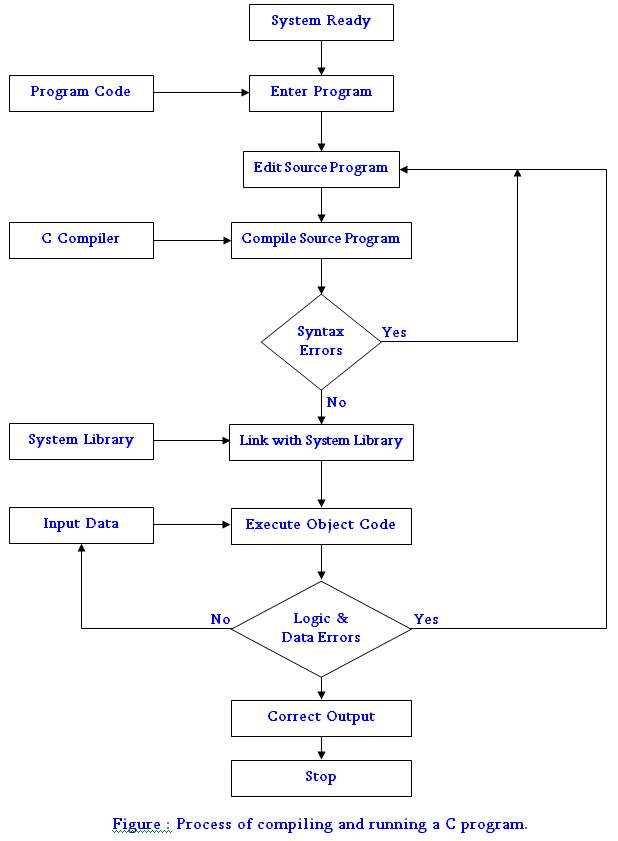 System Ready
Program Code
Enter Program
Edit Source Program
C Compiler
Compile Source Program
Syntax
Errors
Yes
No
System Library
Link with System Library
Input Data
Execute Object Code
No
Logic &
Data Errors
Yes
Correct Output
Stop
Figure : Process of compiling and running a C program.